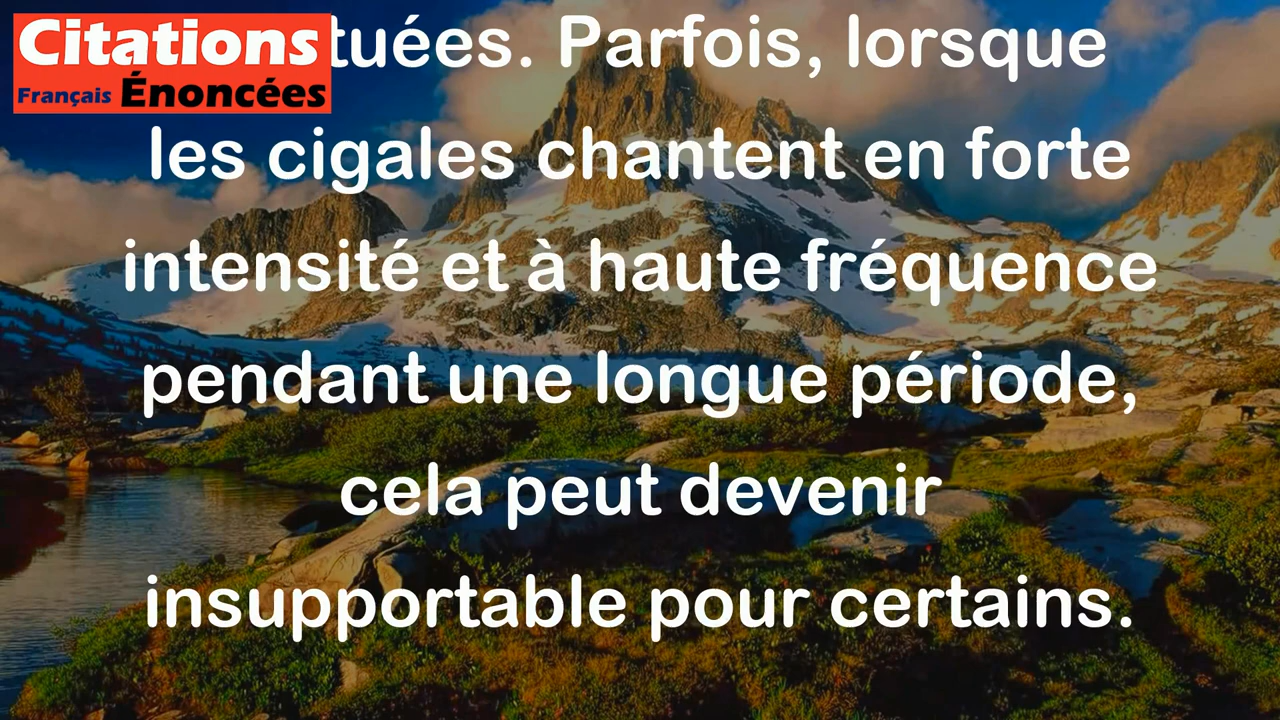 Citations
Français Énoncées
tuées. Parfois, lorsque
les cigales chantent en forte
intensité et à haute fréquence
pendant une longue période,
cela peut devenir
insupportable pour certains.